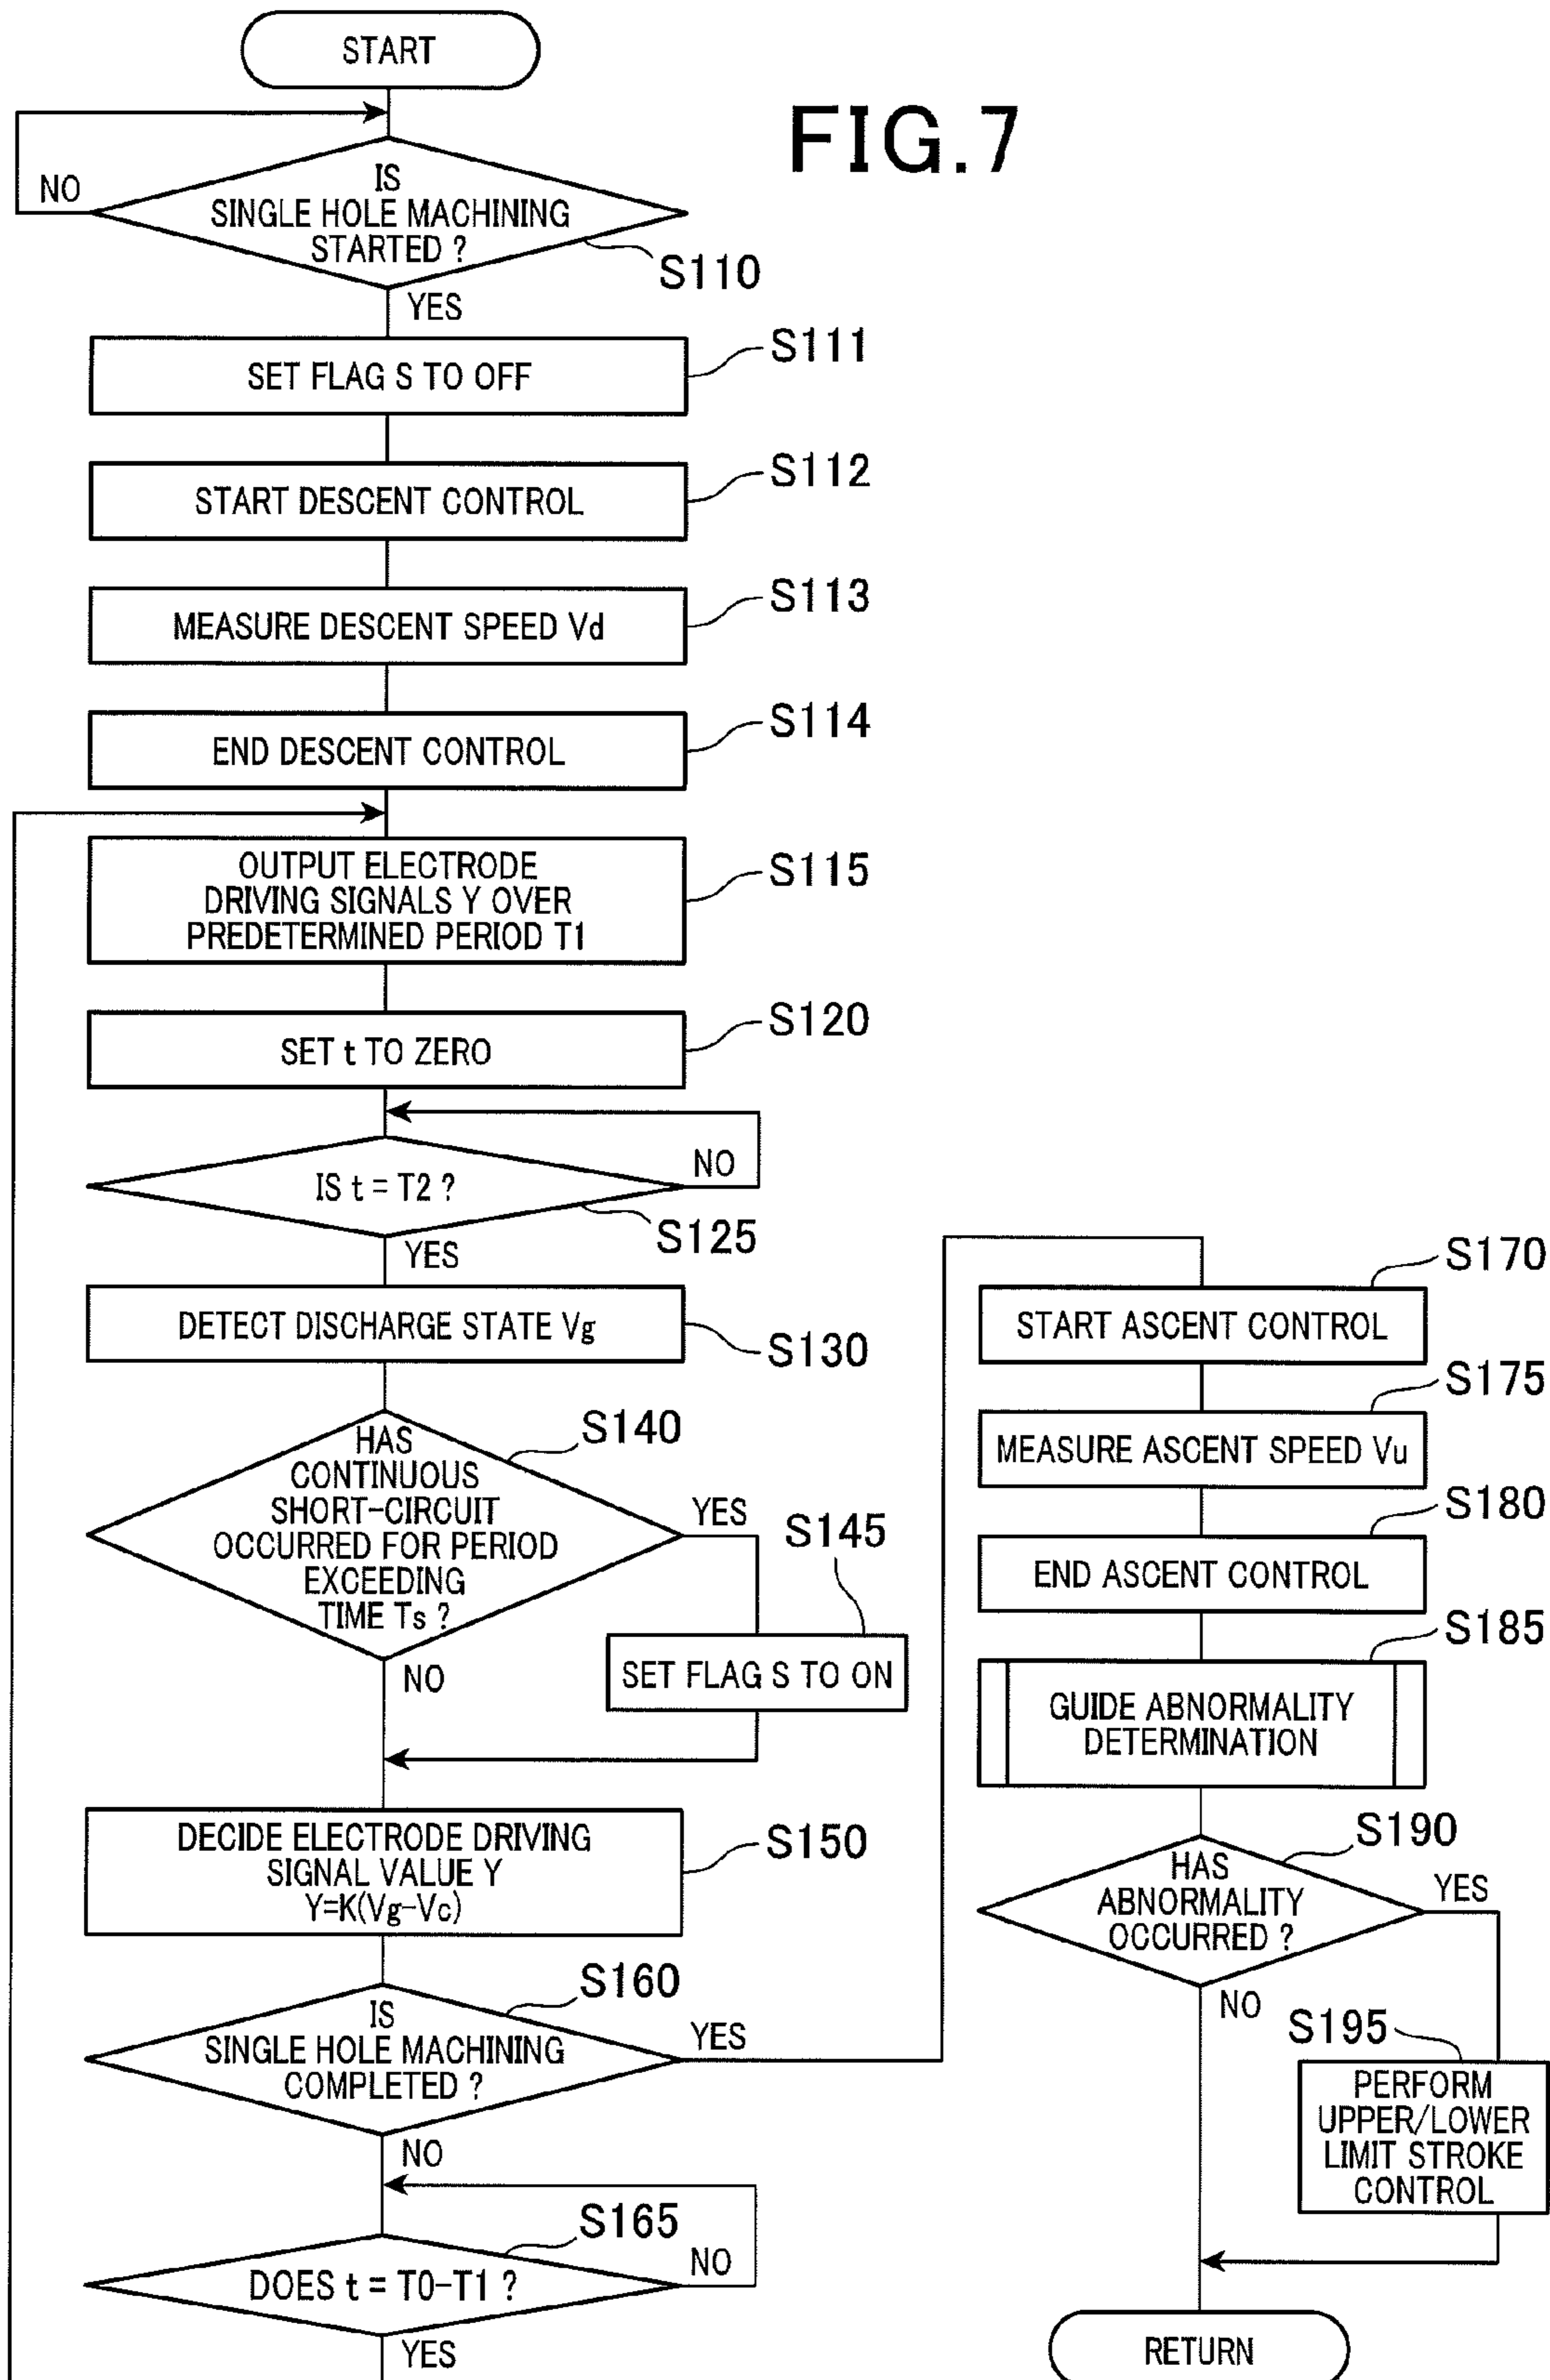 START
FIG.7
NO
IS
SINGLE HOLE MACHINING
STARTED ?
S110
YES
SET FLAG S TO OFF
S111
START DESCENT CONTROL
S112
MEASURE DESCENT SPEED Vd
S113
END DESCENT CONTROL
S114
OUTPUT ELECTRODE
DRIVING SIGNALS Y OVER
PREDETERMINED PERIOD T1
S115
SET t TO ZERO
S120
IS t = T2 ?
NO
S125
YES
DETECT DISCHARGE STATE Vg
S130
HAS
CONTINUOUS
SHORT-CIRCUIT
OCCURRED FOR PERIOD
EXCEEDING
TIME Ts ?
S140
YES
S145
SET FLAG S TO ON
NO
DECIDE ELECTRODE DRIVING
SIGNAL VALUE Y
Y=K(Vg-Vc)
S150
IS
SINGLE HOLE MACHINING
COMPLETED ?
S160
YES
NO
DOES t = T0-T1 ?
S165
NO
YES
START ASCENT CONTROL
S170
MEASURE ASCENT SPEED Vu
S175
END ASCENT CONTROL
S180
GUIDE ABNORMALITY
DETERMINATION
S185
HAS
ABNORMALITY
OCCURRED ?
S190
YES
NO
S195
PERFORM
UPPER/LOWER
LIMIT STROKE
CONTROL
RETURN